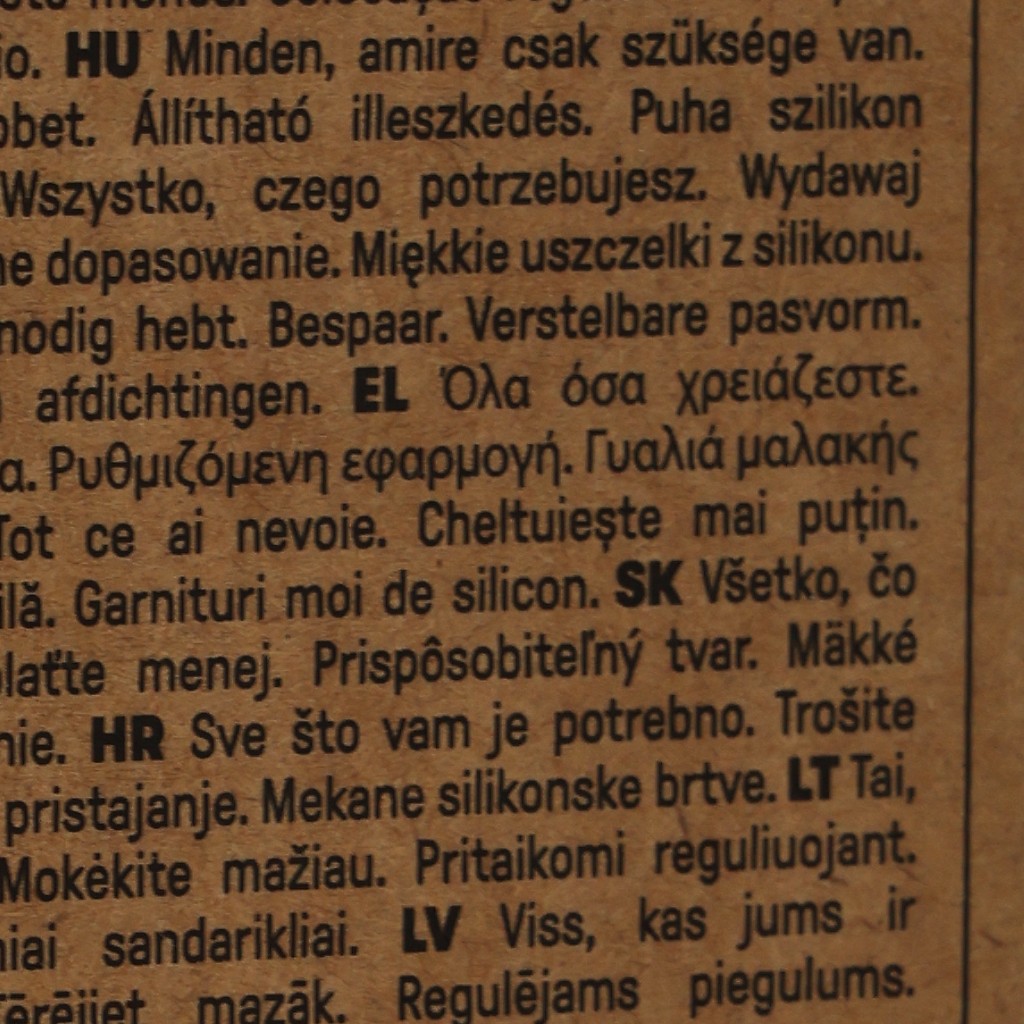 HU Minden, amire csak szüksége van.
Állítható illeszkedés. Puha szilikon
Wszystko, czego potrzebujesz. Wydawaj
dopasowanie. Miękkie uszczelki z silikonu.
nodig hebt. Bespaar. Verstelbare pasvorm.
afdichtingen. EL Όλα όσα χρειάζεστε.
Ρυθμιζόμενη εφαρμογή. Γυαλιά μαλακής
Tot ce ai nevoie. Cheltuiește mai puțin.
Garnituri moi de silicon. SK Všetko, čo
menej. Prispôsobiteľný tvar. Mäkké
HR Sve što vam je potrebno. Trošite
pristajanje. Mekane silikonske brtve. LT Tai,
Mokėkite mažiau. Pritaikomi reguliuojant.
sandarikliai. LV Viss, kas jums ir
mazāk. Regulējams piegulums.